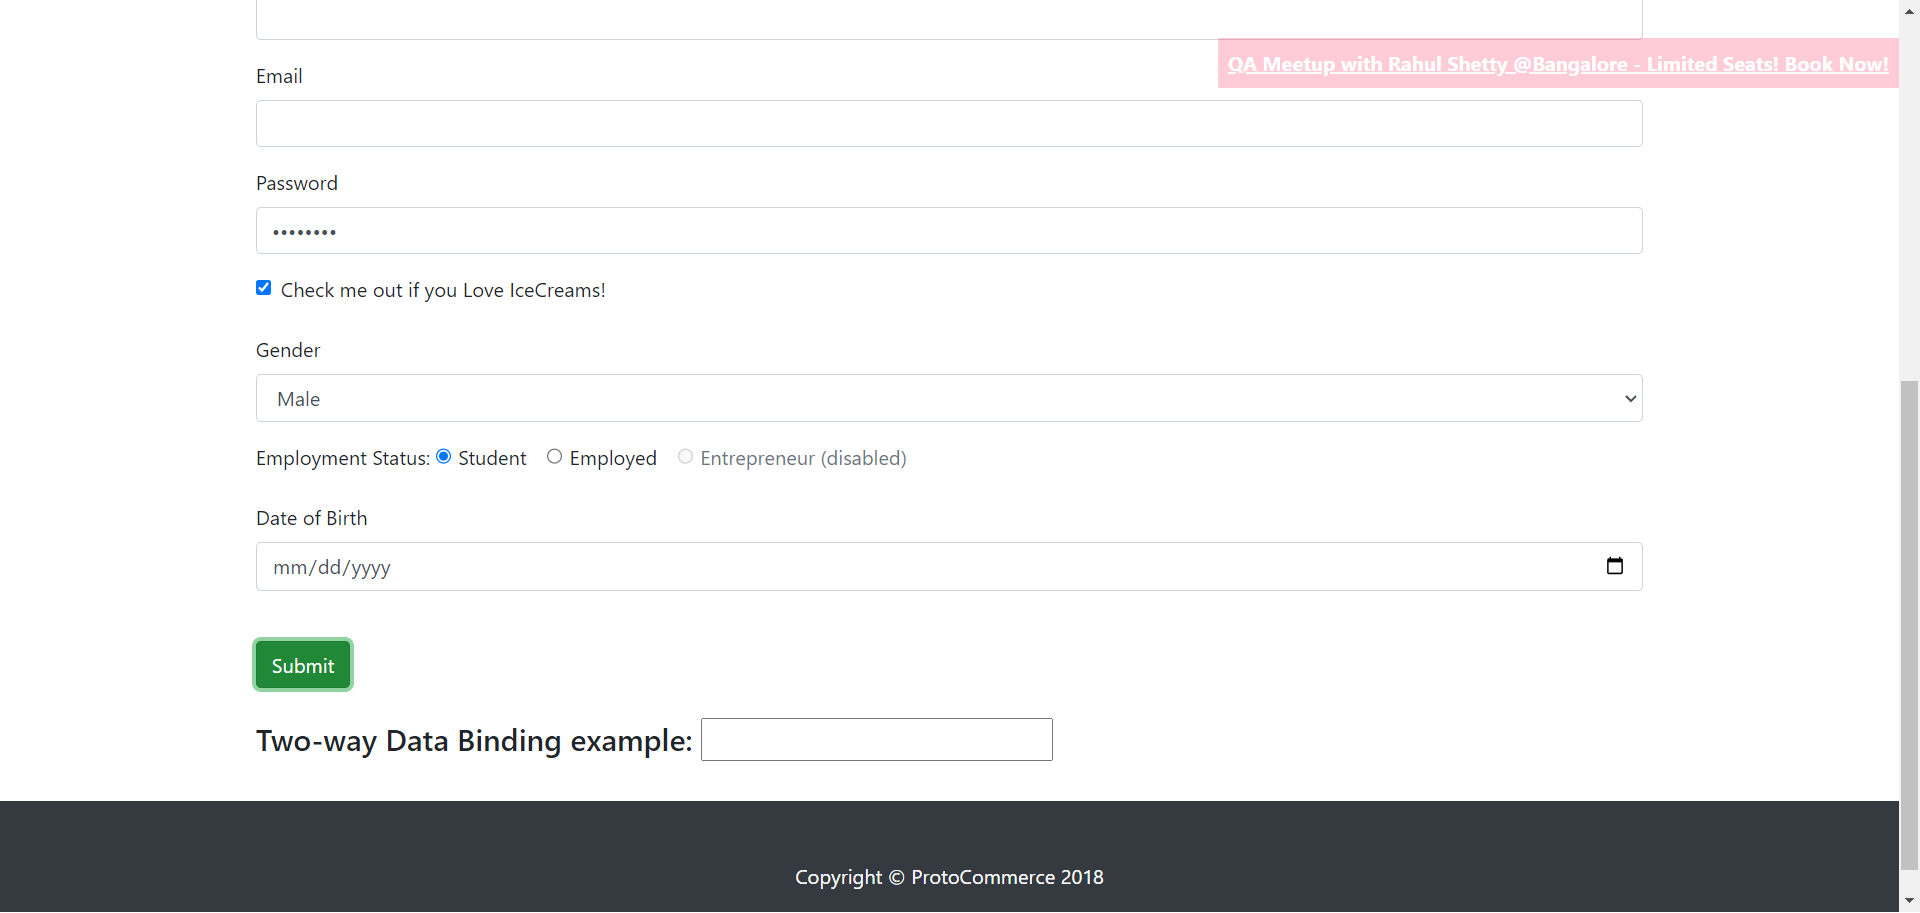 QA Meetup with Rahul Shetty @Bangalore - Limited Seats! Book Now!
Email
Password
••••••••
Check me out if you Love IceCreams!
Gender
Male
Employment Status: Student Employed Entrepreneur (disabled)
Date of Birth
mm/dd/yyyy
Submit
Two-way Data Binding example:
Copyright © ProtoCommerce 2018